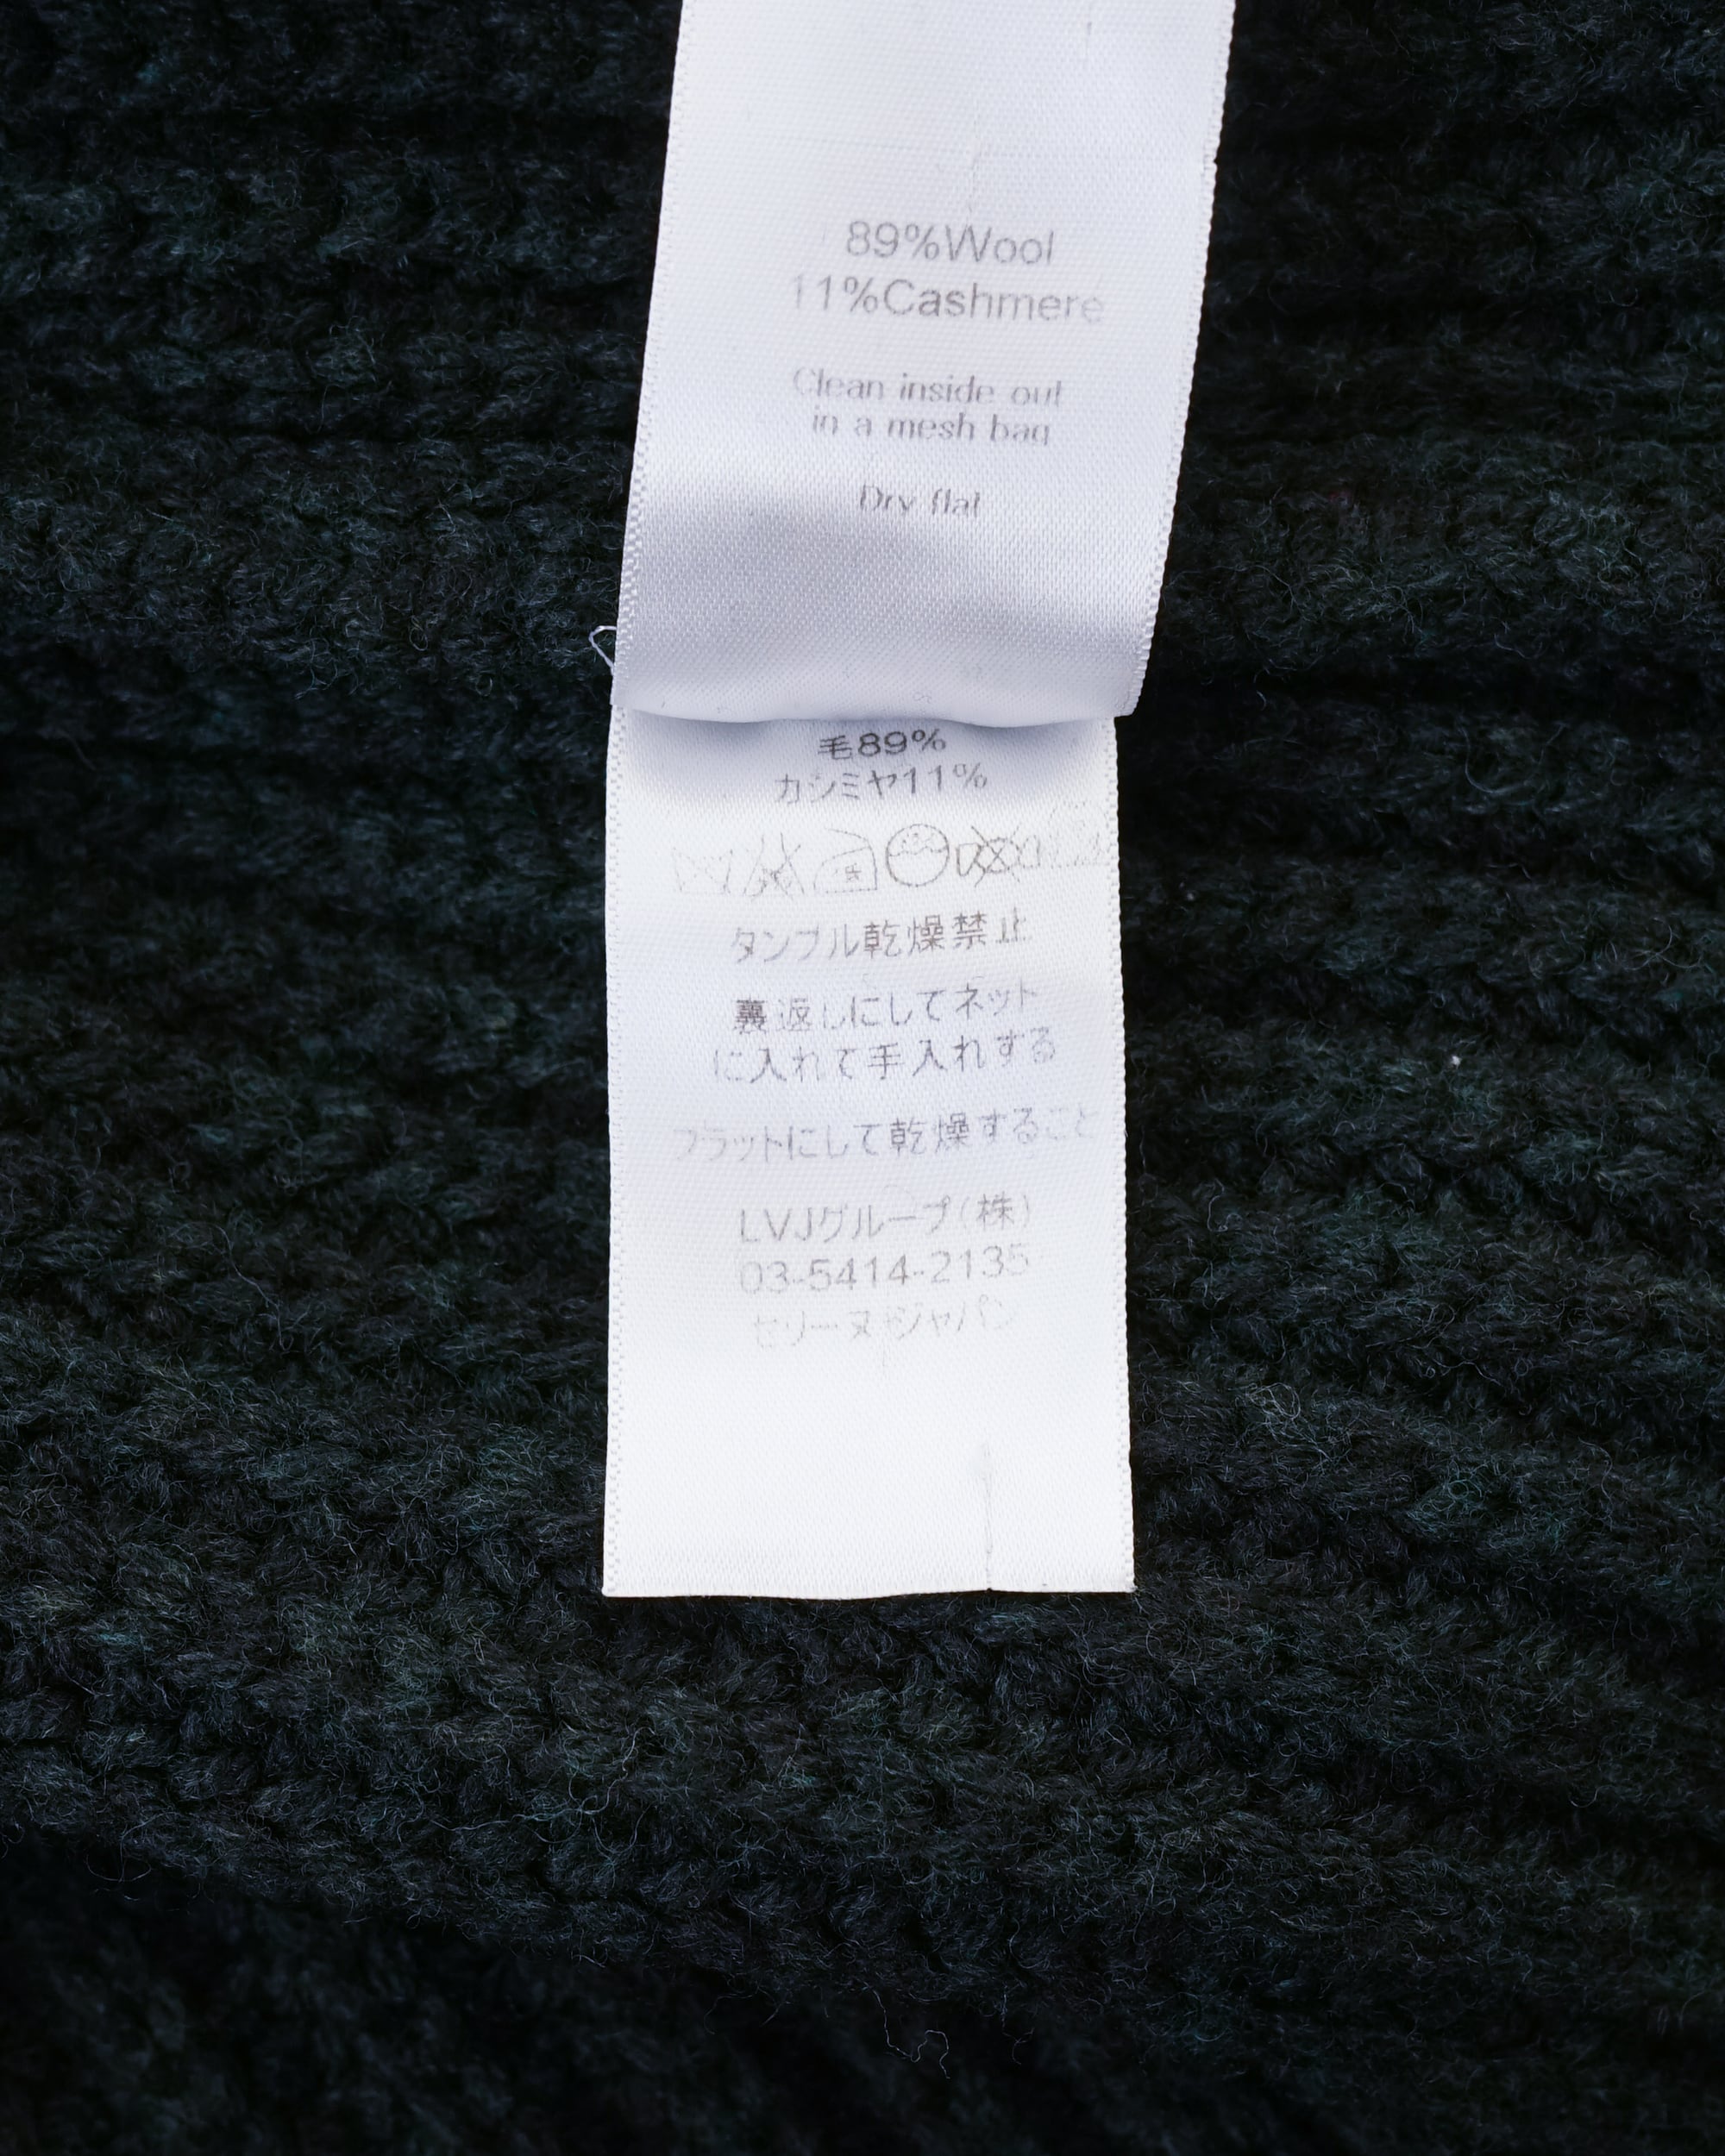 89%Wool
11%Cashmere
Clean inside out
in a mesh bag
Dry flat
毛89%
カシミヤ11%
タンブル乾燥禁止
裏返しにしてネット
に入れて手入れする
フラットにして乾燥すること
LVJグループ(株)
03-5414-2135
セリーヌ・ジャパン